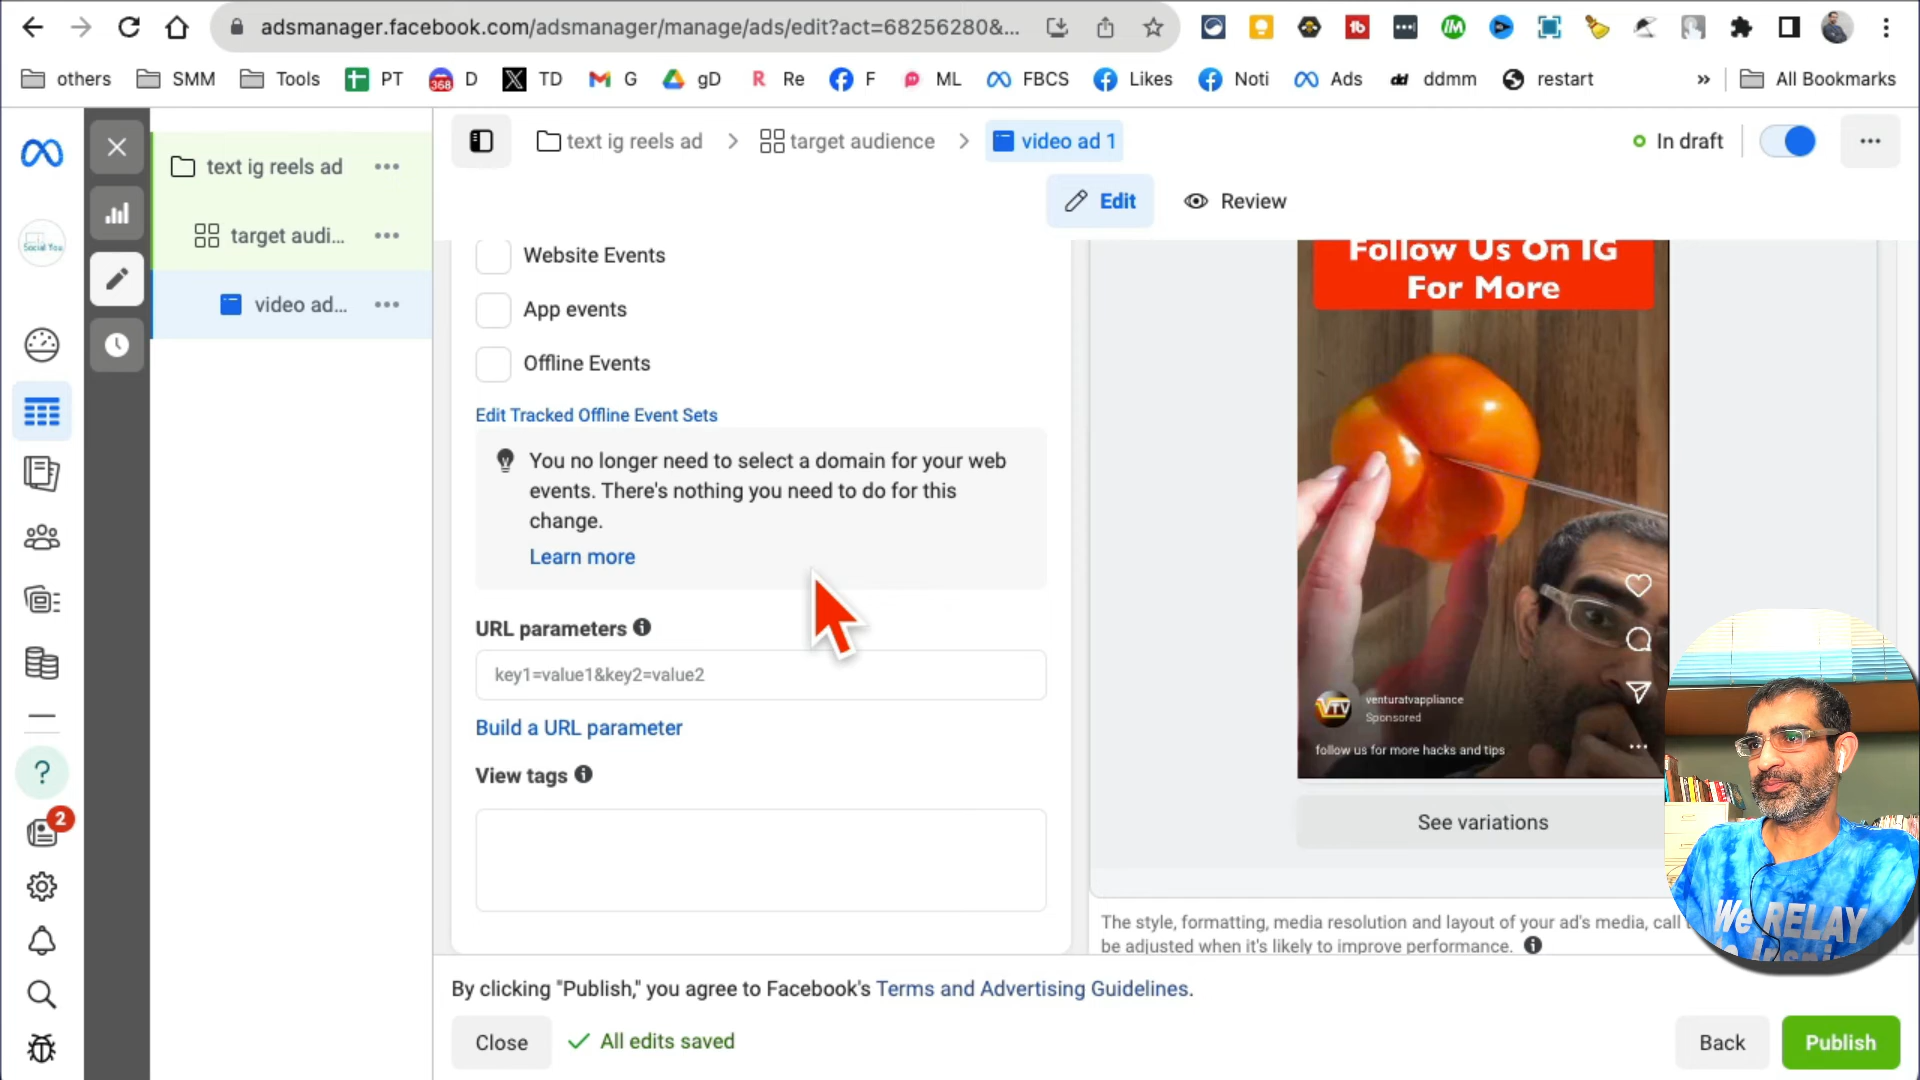 adsmanager.facebook.com/adsmanager/manage/ads/edit?act=68256280&...
others
SMM
Tools
PT
368
D
TD
G
gD
R
Re
F
ML
FBCS
Likes
Noti
Ads
dd
ddmm
restart
»
All Bookmarks
text ig reels ad
target audience
video ad 1
In draft
Edit
Review
Social You
text ig reels ad
target audi...
video ad...
Website Events
App events
Offline Events
Edit Tracked Offline Event Sets
You no longer need to select a domain for your web
events. There's nothing you need to do for this
change.
Learn more
URL parameters
key1=value1&key2=value2
Build a URL parameter
View tags
2
Follow Us On IG
For More
VTV
venturatvappliance
Sponsored
follow us for more hacks and tips
See variations
The style, formatting, media resolution and layout of your ad's media, call
be adjusted when it's likely to improve performance.
We RELAY
By clicking "Publish," you agree to Facebook's Terms and Advertising Guidelines.
Close
All edits saved
Back
Publish